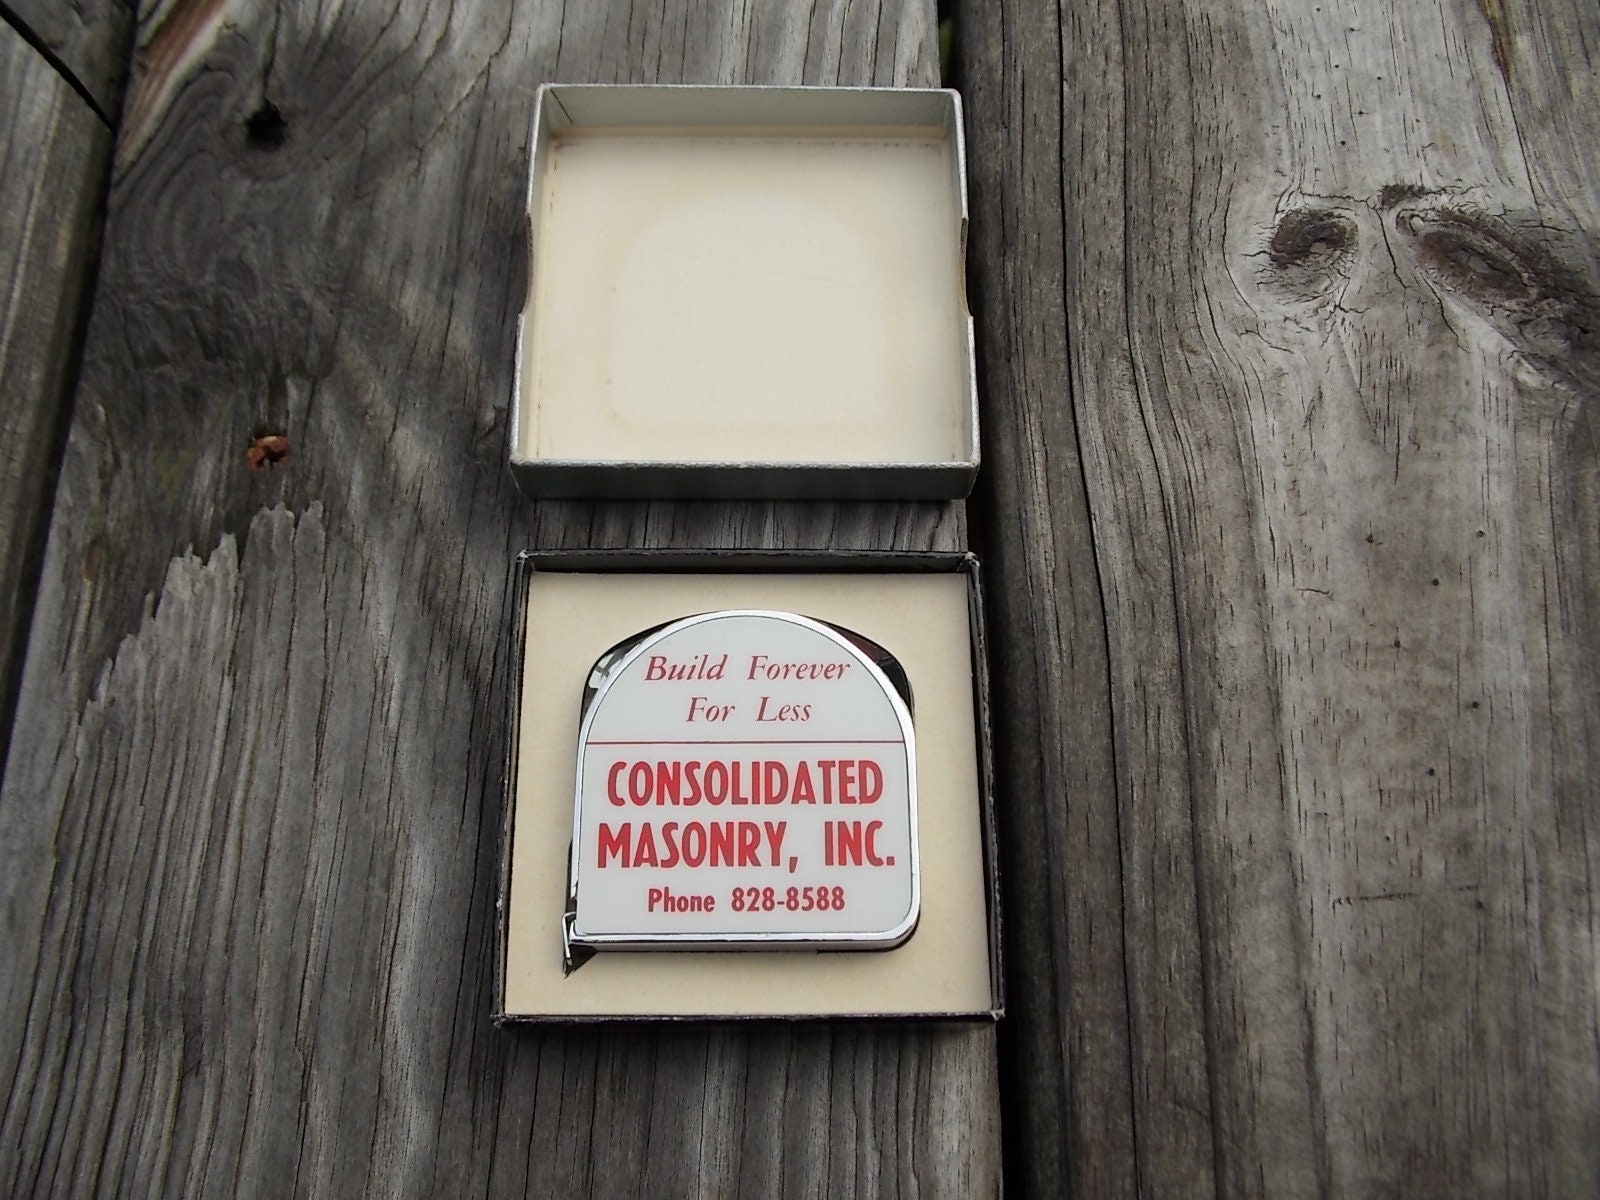 Build Forever
For Less
CONSOLIDATED
MASONRY, INC.
Phone 828-8588